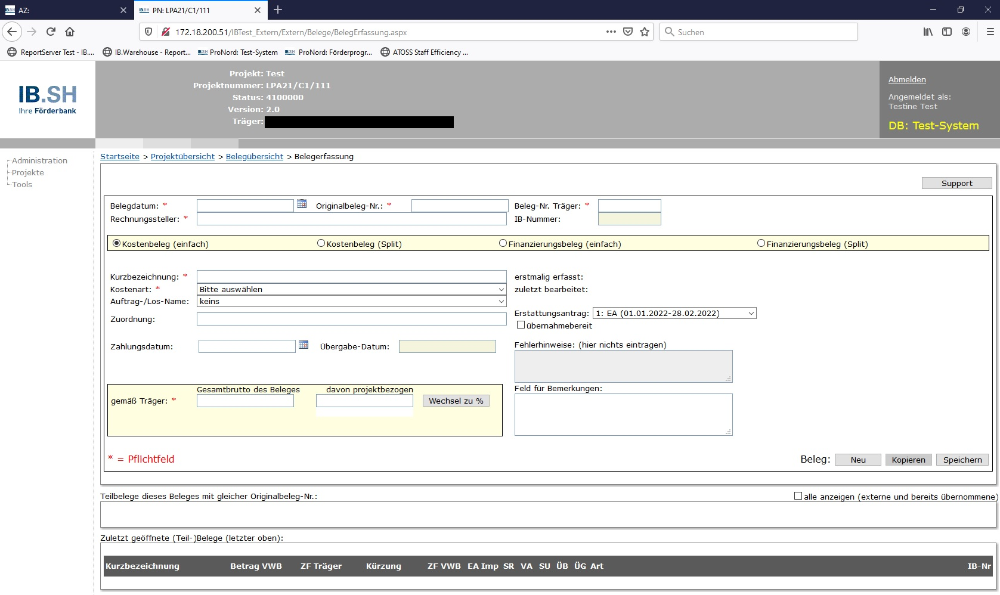 IB.SH AZ:
IB.SH PN: LPA21/C1/111
172.18.200.51/IBTest_Extern/Extern/Belege/BelegErfassung.aspx
Suchen
ReportServer Test - IB....
IB.Warehouse - Report...
IB.SH ProNord: Test-System
IB.SH ProNord: Förderprogr...
ATOSS Staff Efficiency ...
IB.SH
Ihre Förderbank
Projekt: Test
Projektnummer: LPA21/C1/111
Status: 4100000
Version: 2.0
Träger:
Abmelden
Angemeldet als:
Testine Test
DB: Test-System
Administration
Projekte
Tools
Startseite > Projektübersicht > Belegübersicht > Belegerfassung
Support
Belegdatum: * Originalbeleg-Nr.: * Beleg-Nr. Träger: *
Rechnungssteller: * IB-Nummer:
Kostenbeleg (einfach) Kostenbeleg (Split) Finanzierungsbeleg (einfach) Finanzierungsbeleg (Split)
Kurzbezeichnung: * erstmalig erfasst:
Kostenart: * Bitte auswählen zuletzt bearbeitet:
Auftrag-/Los-Name: keins
Erstattungsantrag: 1: EA (01.01.2022-28.02.2022)
Zuordnung:
übernahmebereit
Zahlungsdatum: Übergabe-Datum: Fehlerhinweise: (hier nichts eintragen)
Gesamtbrutto des Beleges davon projektbezogen Feld für Bemerkungen:
gemäß Träger: * Wechsel zu %
* = Pflichtfeld Beleg: Neu Kopieren Speichern
Teilbelege dieses Beleges mit gleicher Originalbeleg-Nr.: alle anzeigen (externe und bereits übernommene)
Zuletzt geöffnete (Teil-)Belege (letzter oben):
Kurzbezeichnung Betrag VWB ZF Träger Kürzung ZF VWB EA Imp SR VA SU ÜB ÜG Art IB-Nr